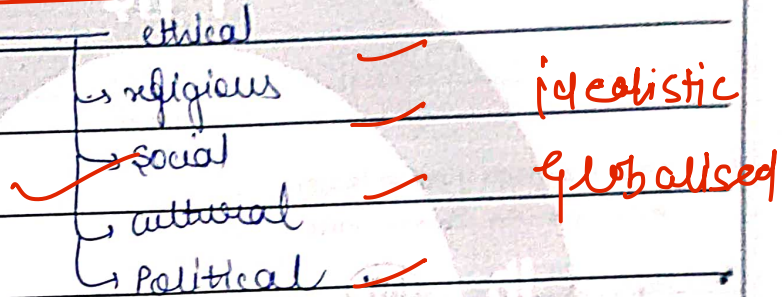 ethical
religious
idealistic
social
Globalised
cultural
Political